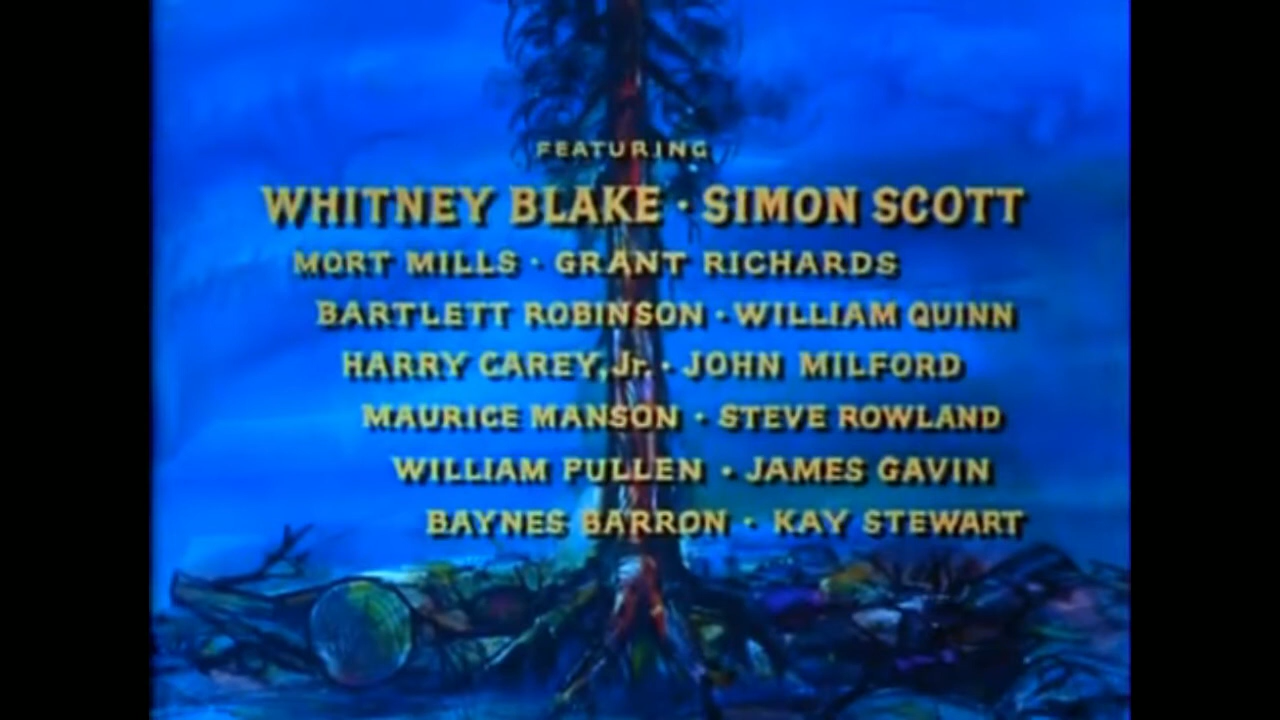 FEATURING
WHITNEY BLAKE · SIMON SCOTT
MORT MILLS · GRANT RICHARDS
BARTLETT ROBINSON · WILLIAM QUINN
HARRY CAREY, Jr. · JOHN MILFORD
MAURICE MANSON · STEVE ROWLAND
WILLIAM PULLEN · JAMES GAVIN
BAYNES BARRON · KAY STEWART